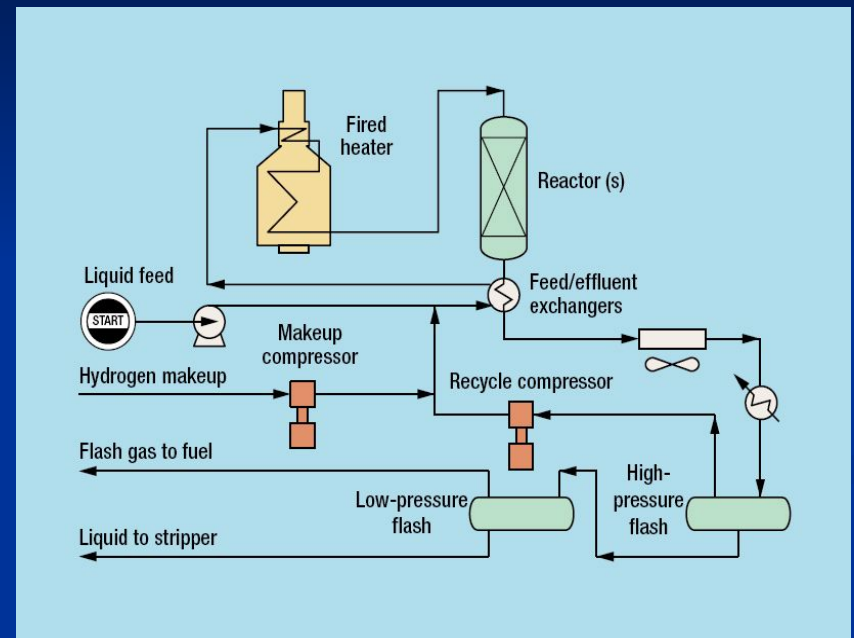 Fired
heater
Reactor (s)
Liquid feed
START
Feed/effluent
exchangers
Makeup
compressor
Hydrogen makeup
Recycle compressor
Flash gas to fuel
Low-pressure
flash
High-
pressure
flash
Liquid to stripper